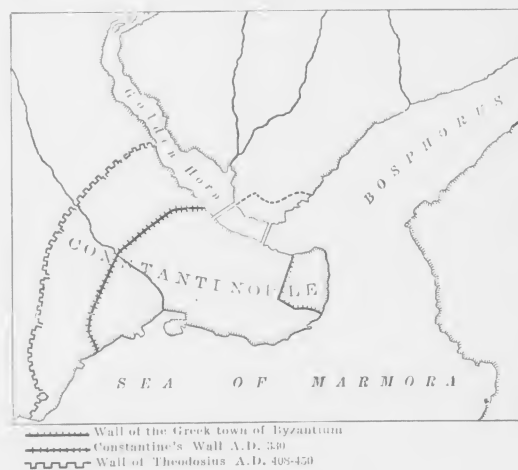 Golden Horn
BOSPHORUS
CONSTANTINOPLE
SEA OF MARMORA
Wall of the Greek town of Byzantium
Constantine's Wall A.D. 330
Wall of Theodosius A.D. 408-450